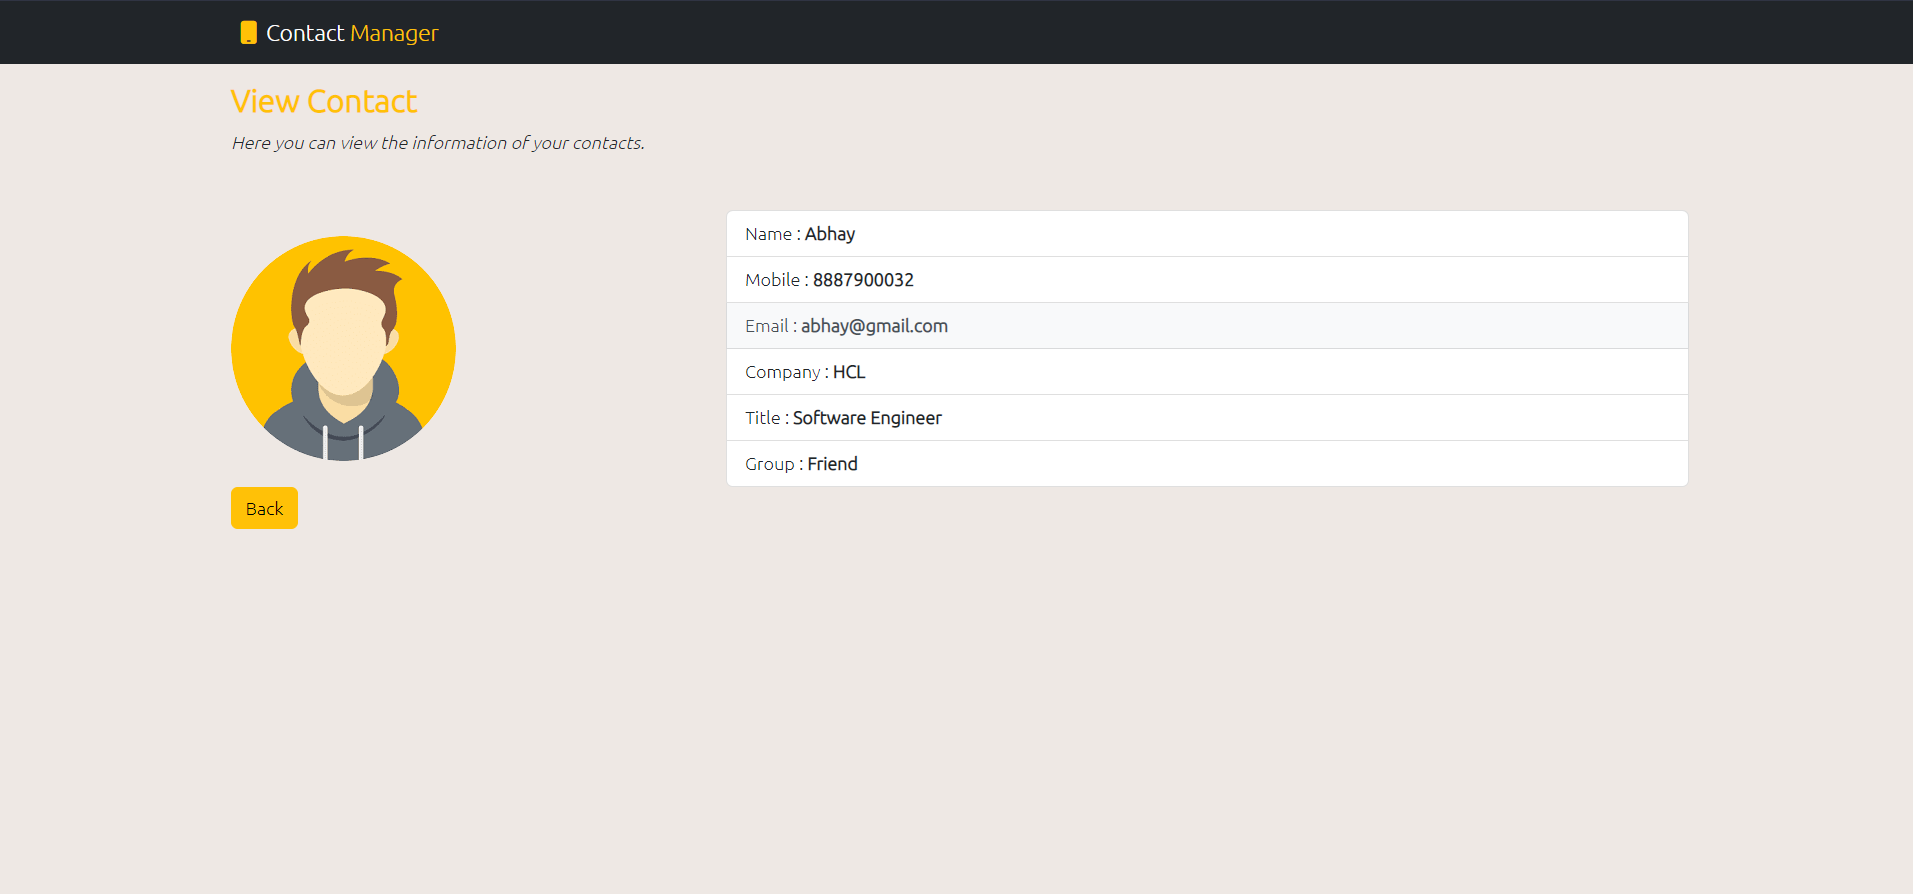 Contact Manager
View Contact
Here you can view the information of your contacts.
Name : Abhay
Mobile : 8887900032
Email : abhay@gmail.com
Company : HCL
Title : Software Engineer
Group : Friend
Back